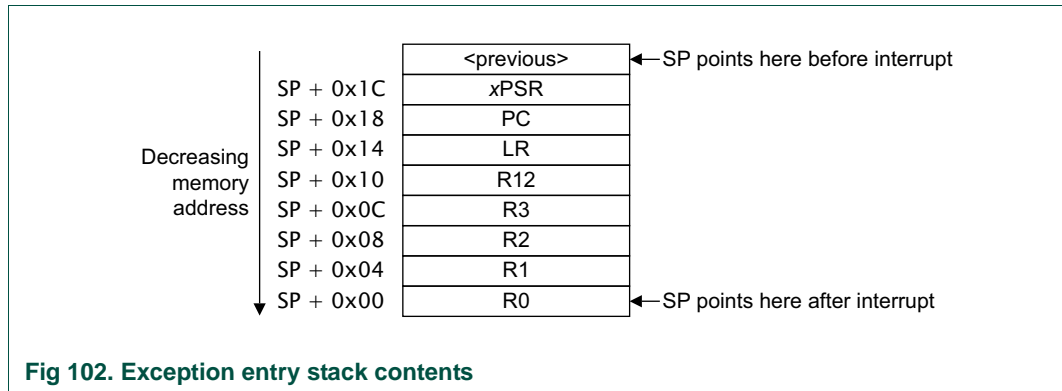 <previous>
SP points here before interrupt
SP + 0x1C
xPSR
SP + 0x18
PC
SP + 0x14
LR
Decreasing
memory
address
SP + 0x10
R12
SP + 0x0C
R3
SP + 0x08
R2
SP + 0x04
R1
SP + 0x00
R0
SP points here after interrupt
Fig 102. Exception entry stack contents